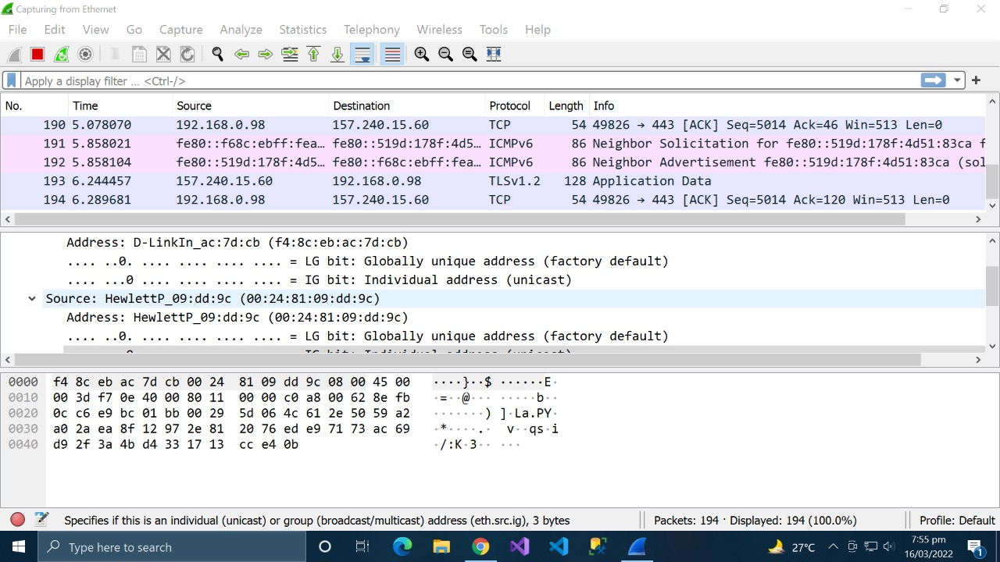 Capturing from Ethernet
File Edit View Go Capture Analyze Statistics Telephony Wireless Tools Help
Apply a display filter … <Ctrl-/>
No. Time Source Destination Protocol Length Info
190 5.078070 192.168.0.98 157.240.15.60 TCP 54 49826 → 443 [ACK] Seq=5014 Ack=46 Win=513 Len=0
191 5.858021 fe80::f68c:ebff:fea… fe80::519d:178f:4d5… ICMPv6 86 Neighbor Solicitation for fe80::519d:178f:4d51:83ca f
192 5.858104 fe80::519d:178f:4d5… fe80::f68c:ebff:fea… ICMPv6 86 Neighbor Advertisement fe80::519d:178f:4d51:83ca (sol
193 6.244457 157.240.15.60 192.168.0.98 TLSv1.2 128 Application Data
194 6.289681 192.168.0.98 157.240.15.60 TCP 54 49826 → 443 [ACK] Seq=5014 Ack=120 Win=513 Len=0
Address: D-LinkIn_ac:7d:cb (f4:8c:eb:ac:7d:cb)
.... ..0. .... .... .... .... = LG bit: Globally unique address (factory default)
.... ...0 .... .... .... .... = IG bit: Individual address (unicast)
Source: HewlettP_09:dd:9c (00:24:81:09:dd:9c)
Address: HewlettP_09:dd:9c (00:24:81:09:dd:9c)
.... ..0. .... .... .... .... = LG bit: Globally unique address (factory default)
0000 f4 8c eb ac 7d cb 00 24 81 09 dd 9c 08 00 45 00 ····}··$ ······E·
0010 00 3d f7 0e 40 00 80 11 00 00 c0 a8 00 62 8e fb ·=··@··· ·····b··
0020 0c c6 e9 bc 01 bb 00 29 5d 06 4c 61 2e 50 59 a2 ·······) ]·La.PY·
0030 a0 2a ea 8f 12 97 2e 81 20 76 ed e9 71 73 ac 69 ·*····.· v··qs·i
0040 d9 2f 3a 4b d4 33 17 13 cc e4 0b ·/:K·3·· ···
Specifies if this is an individual (unicast) or group (broadcast/multicast) address (eth.src.ig), 3 bytes Packets: 194 · Displayed: 194 (100.0%) Profile: Default
Type here to search 27°C 7:55 pm
16/03/2022 1